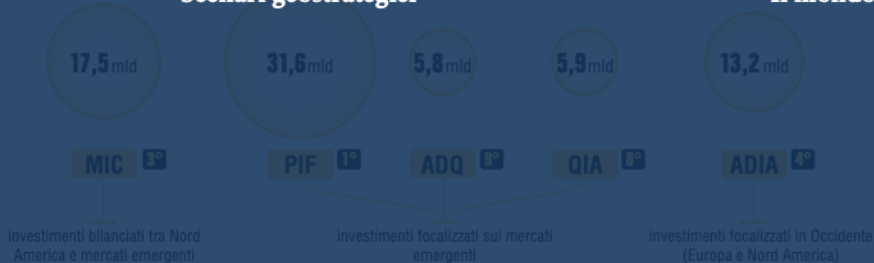 Scenari geostrategici
Il mondo
17,5 mld
31,6 mld
5,8 mld
5,9 mld
13,2 mld
MIC 3°
PIF 1°
ADQ 9°
QIA 8°
ADIA 4°
investimenti bilanciati tra Nord
America e mercati emergenti
investimenti focalizzati sui mercati
emergenti
investimenti focalizzati in Occidente
(Europa e Nord America)